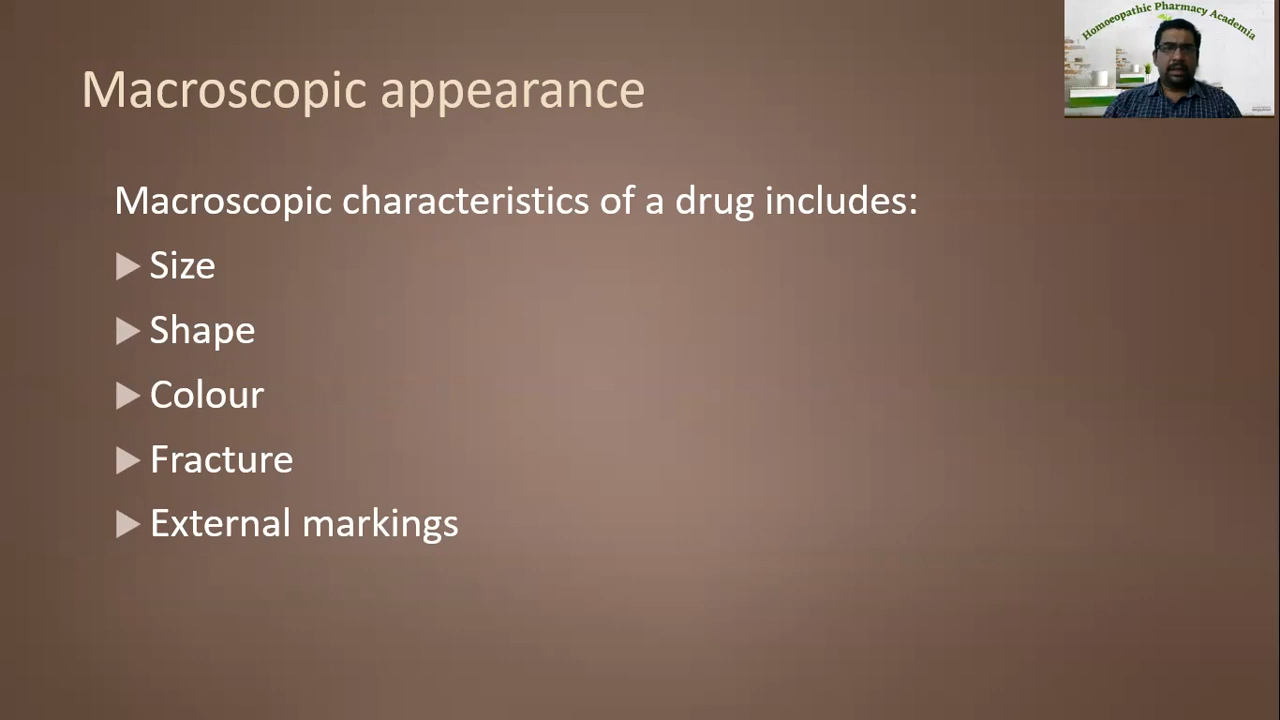 Homoeopathic Pharmacy Academia
Macroscopic appearance
Macroscopic characteristics of a drug includes:
Size
Shape
Colour
Fracture
External markings